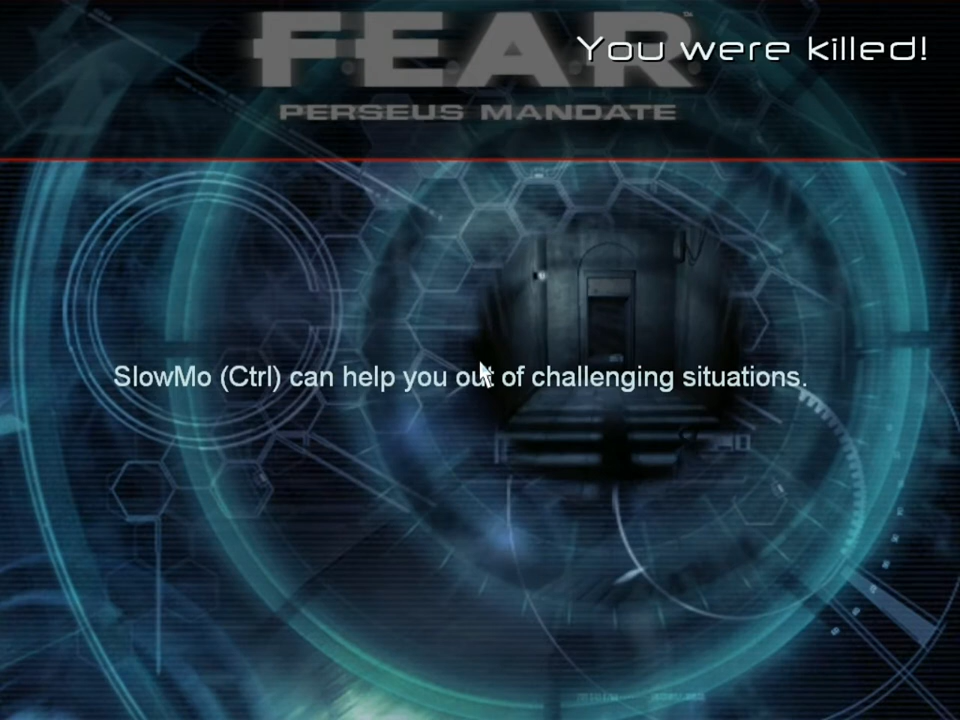 F.E.A.R.
You were killed!
PERSEUS MANDATE
SlowMo (Ctrl) can help you out of challenging situations.